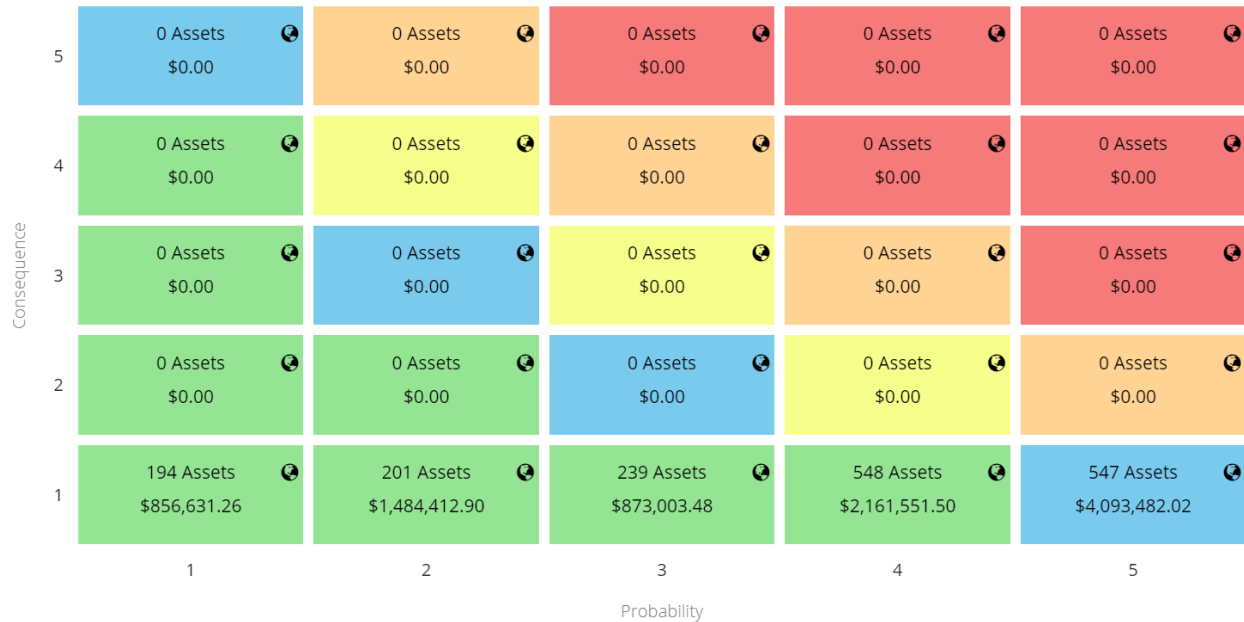 0 Assets 0 Assets 0 Assets 0 Assets 0 Assets
5
$0.00 $0.00 $0.00 $0.00 $0.00
0 Assets 0 Assets 0 Assets 0 Assets 0 Assets
4
$0.00 $0.00 $0.00 $0.00 $0.00
Consequence
0 Assets 0 Assets 0 Assets 0 Assets 0 Assets
3
$0.00 $0.00 $0.00 $0.00 $0.00
0 Assets 0 Assets 0 Assets 0 Assets 0 Assets
2
$0.00 $0.00 $0.00 $0.00 $0.00
194 Assets 201 Assets 239 Assets 548 Assets 547 Assets
1
$856,631.26 $1,484,412.90 $873,003.48 $2,161,551.50 $4,093,482.02
1 2 3 4 5
Probability